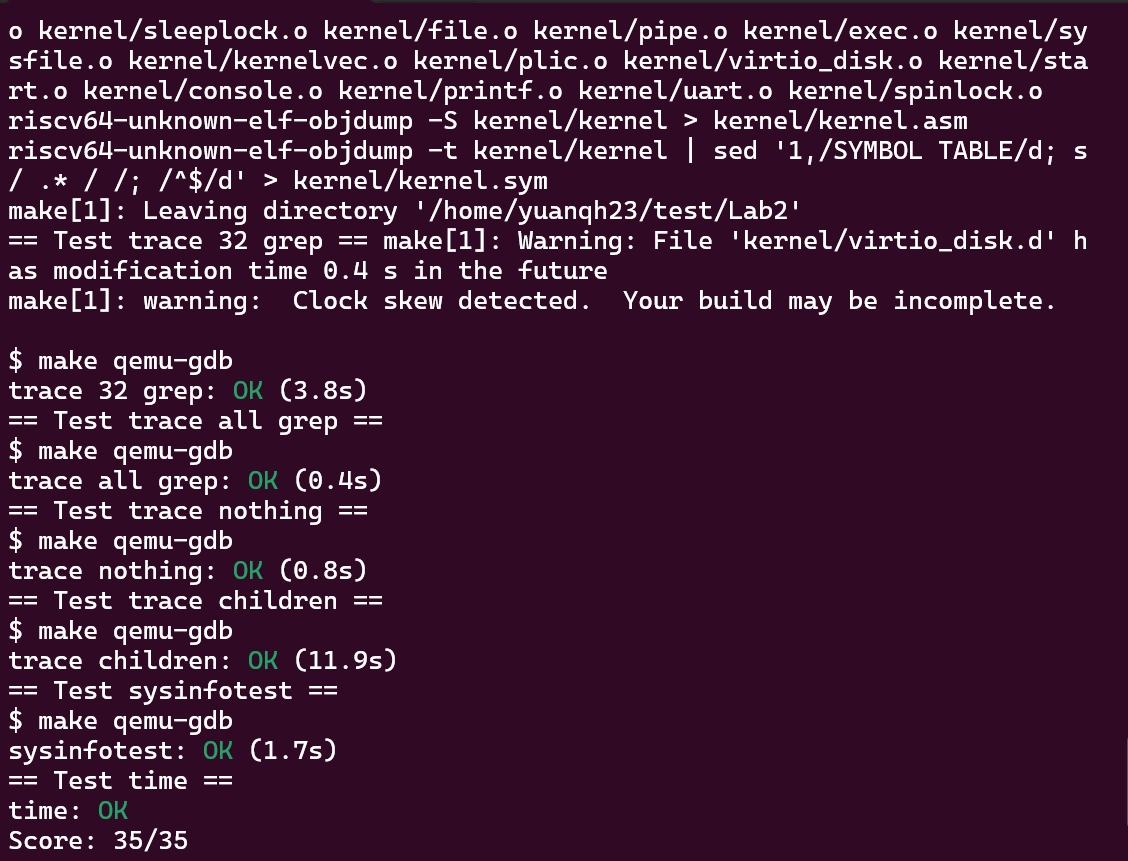 o kernel/sleeplock.o kernel/file.o kernel/pipe.o kernel/exec.o kernel/sy
sfile.o kernel/kernelvec.o kernel/plic.o kernel/virtio_disk.o kernel/sta
rt.o kernel/console.o kernel/printf.o kernel/uart.o kernel/spinlock.o
riscv64-unknown-elf-objdump -S kernel/kernel > kernel/kernel.asm
riscv64-unknown-elf-objdump -t kernel/kernel | sed '1,/SYMBOL TABLE/d; s
/ .* / /; /^$/d' > kernel/kernel.sym
make[1]: Leaving directory '/home/yuanqh23/test/Lab2'
== Test trace 32 grep == make[1]: Warning: File 'kernel/virtio_disk.d' h
as modification time 0.4 s in the future
make[1]: warning:  Clock skew detected.  Your build may be incomplete.

$ make qemu-gdb
trace 32 grep: OK (3.8s)
== Test trace all grep ==
$ make qemu-gdb
trace all grep: OK (0.4s)
== Test trace nothing ==
$ make qemu-gdb
trace nothing: OK (0.8s)
== Test trace children ==
$ make qemu-gdb
trace children: OK (11.9s)
== Test sysinfotest ==
$ make qemu-gdb
sysinfotest: OK (1.7s)
== Test time ==
time: OK
Score: 35/35